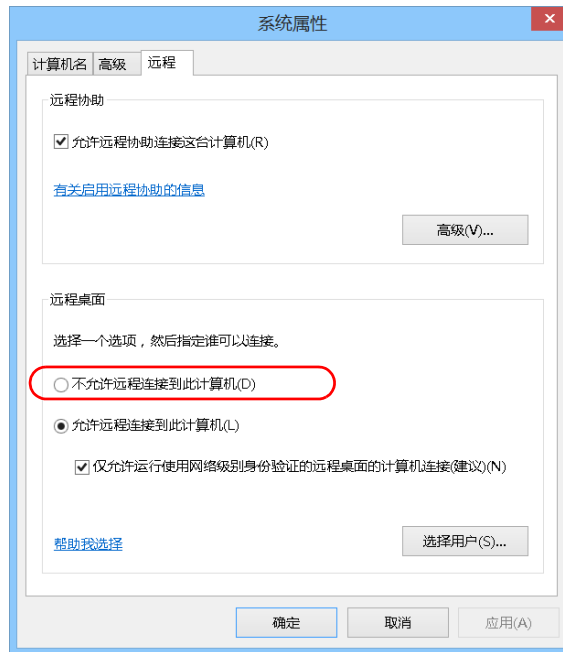 系统属性
计算机名 高级 远程
远程协助
允许远程协助连接这台计算机(R)
有关启用远程协助的信息
高级(V)...
远程桌面
选择一个选项，然后指定谁可以连接。
不允许远程连接到此计算机(D)
允许远程连接到此计算机(L)
仅允许运行使用网络级别身份验证的远程桌面的计算机连接(建议)(N)
帮助我选择 选择用户(S)...
确定 取消 应用(A)